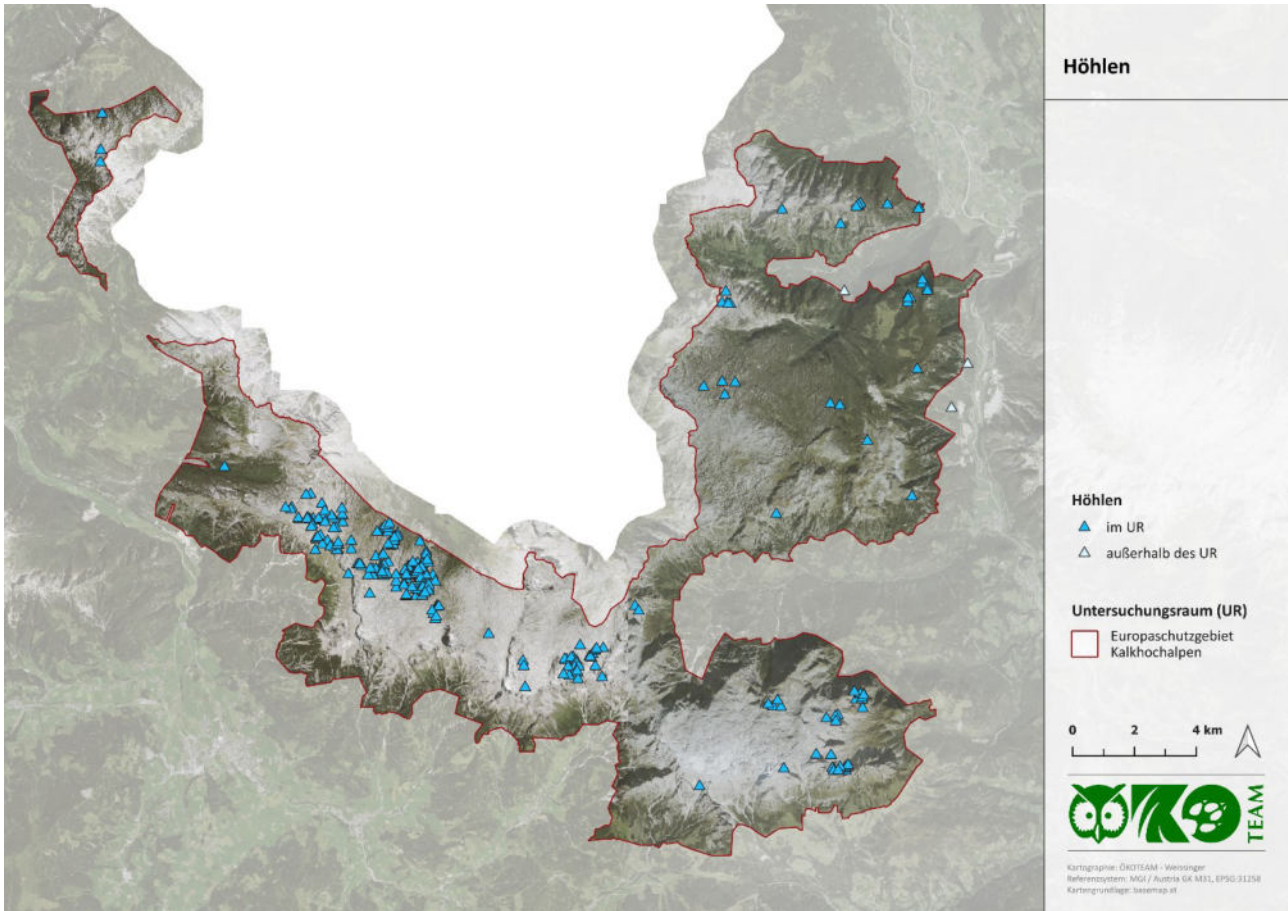 Höhlen
Höhlen
im UR
außerhalb des UR
Untersuchungsraum (UR)
Europaschutzgebiet
Kalkhochalpen
0 2 4 km
ÖKO
TEAM
Kartographie: ÖKOTEAM - Weissinger
Referenzsystem: MGI / Austria GK M31, EPSG:31258
Kartengrundlage: basemap.at